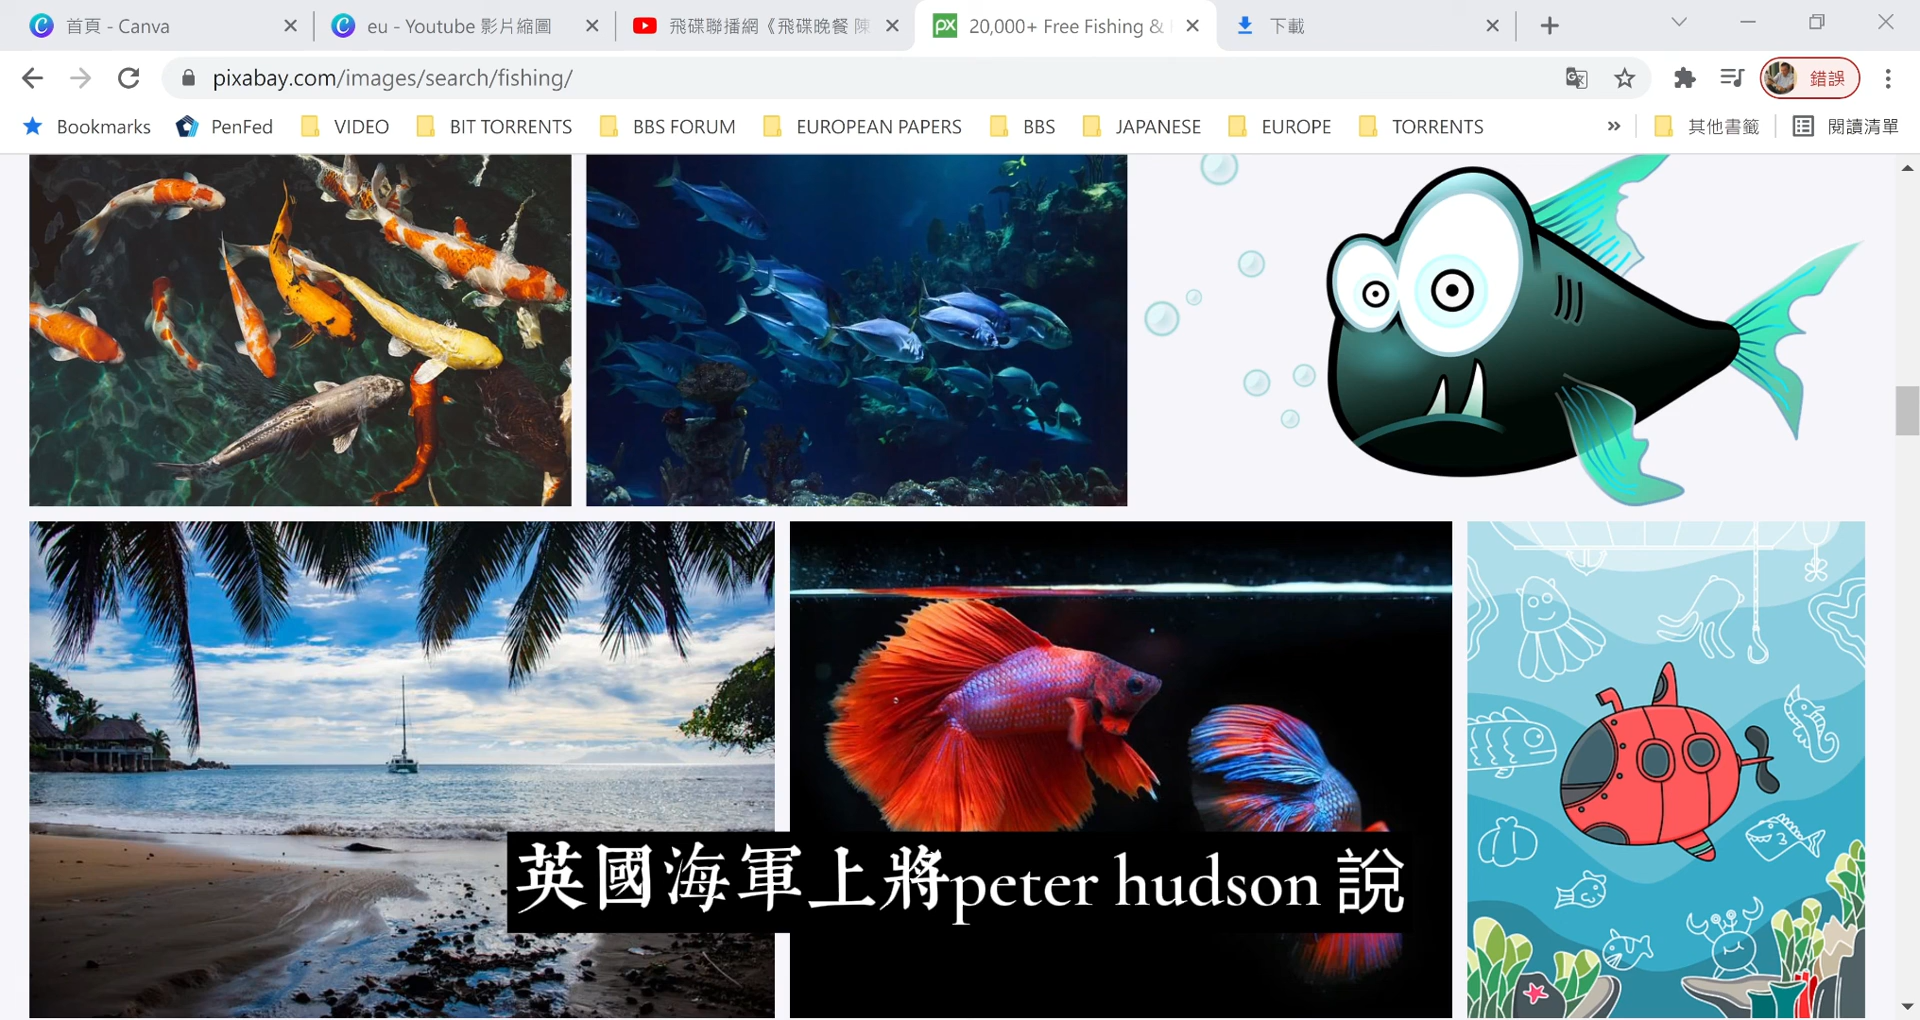 首頁 - Canva
eu - Youtube 影片縮圖
飛碟聯播網《飛碟晚餐 陳
20,000+ Free Fishing &
下載
pixabay.com/images/search/fishing/
錯誤
Bookmarks
PenFed
VIDEO
BIT TORRENTS
BBS FORUM
EUROPEAN PAPERS
BBS
JAPANESE
EUROPE
TORRENTS
»
其他書籤
閱讀清單
英國海軍上將peter hudson 說